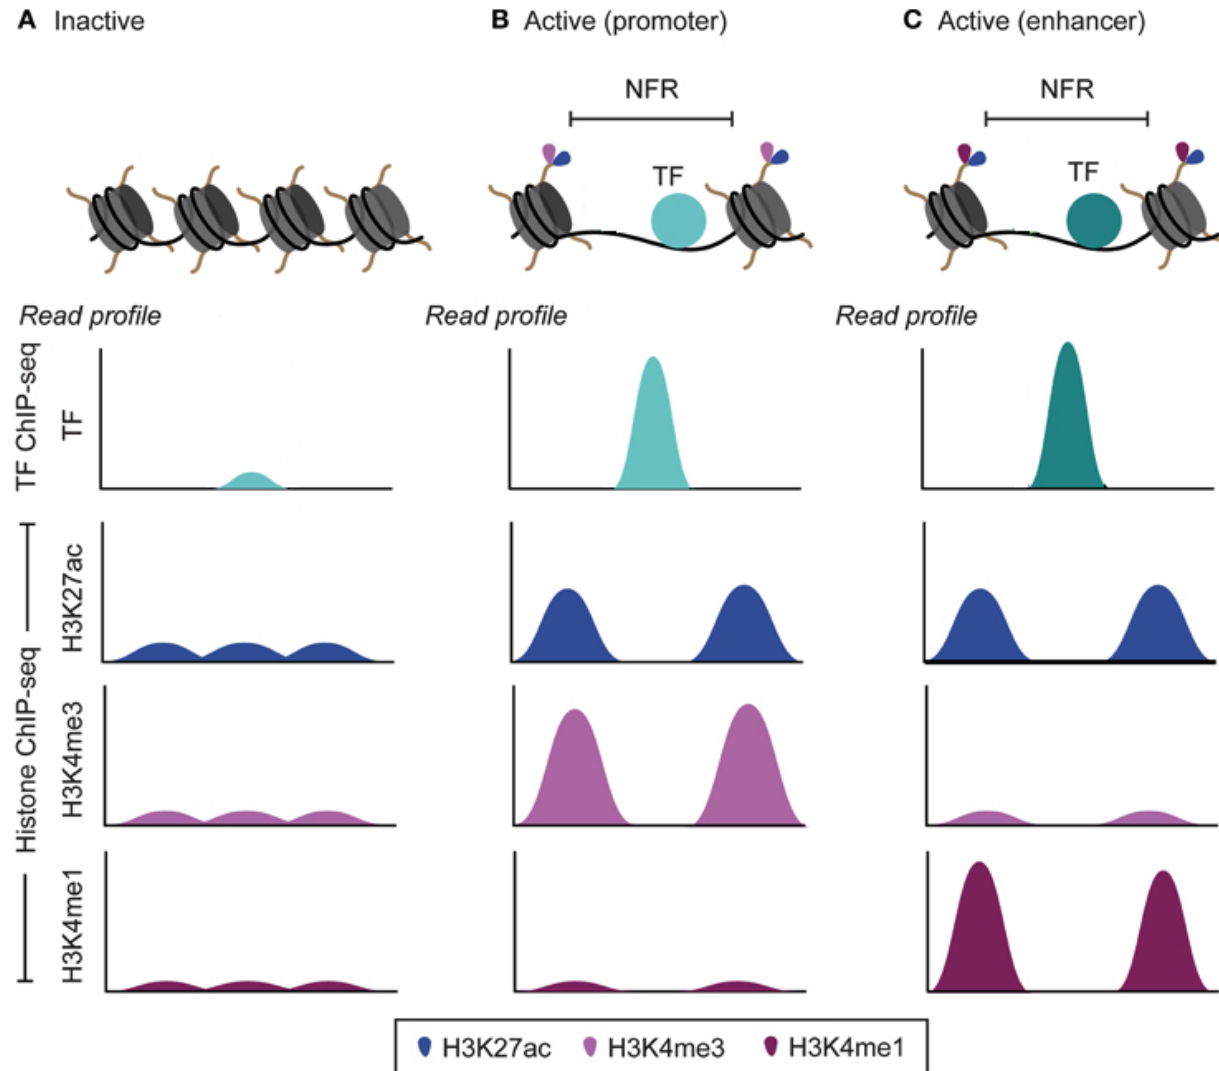 A Inactive
B Active (promoter)
C Active (enhancer)
NFR
NFR
TF
TF
Read profile
Read profile
Read profile
TF ChIP-seq
TF
Histone ChIP-seq
H3K27ac
H3K4me3
H3K4me1
H3K27ac H3K4me3 H3K4me1